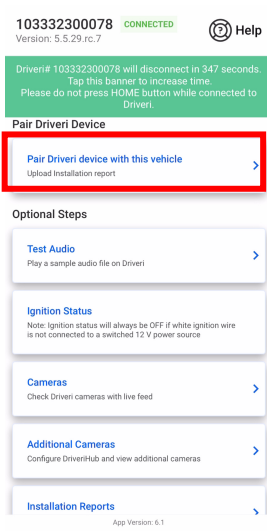 103332300078 CONNECTED
Version: 5.5.29.rc.7
Help
Driveri# 103332300078 will disconnect in 347 seconds.
Tap this banner to increase time.
Please do not press HOME button while connected to
Driveri.
Pair Driveri Device
Pair Driveri device with this vehicle
Upload Installation report
Optional Steps
Test Audio
Play a sample audio file on Driveri
Ignition Status
Note: Ignition status will always be OFF if white ignition wire
is not connected to a switched 12 V power source
Cameras
Check Driveri cameras with live feed
Additional Cameras
Configure DriveriHub and view additional cameras
Installation Reports
App Version: 6.1